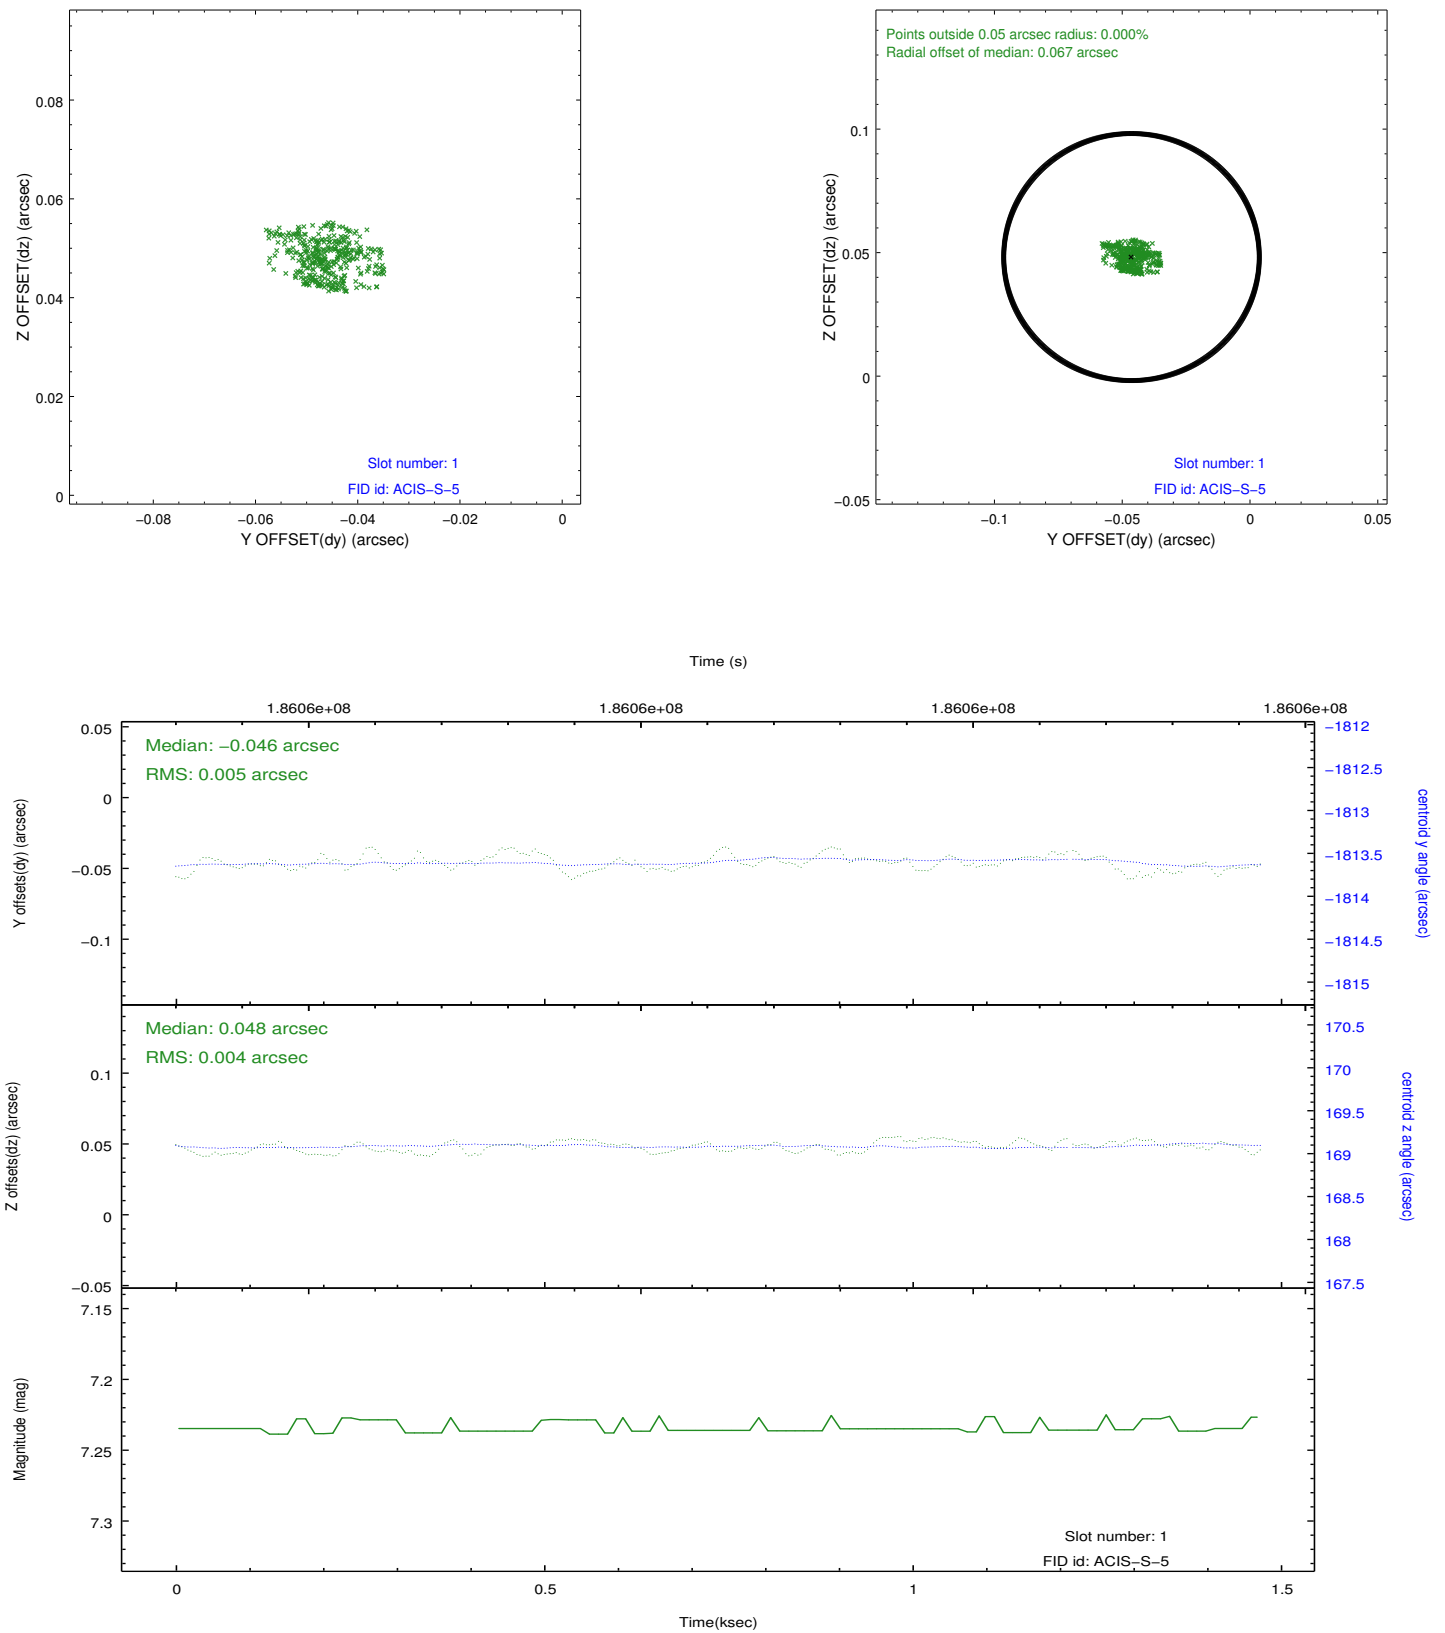 Z OFFSET(dz) (arcsec)
0.08
0.06
0.04
0.02
0
−0.08
−0.06
−0.04
−0.02
0
Y OFFSET(dy) (arcsec)
Slot number: 1
FID id: ACIS−S−5
Points outside 0.05 arcsec radius: 0.000%
Radial offset of median: 0.067 arcsec
Z OFFSET(dz) (arcsec)
0.1
0.05
0
−0.05
−0.1
−0.05
0
0.05
Y OFFSET(dy) (arcsec)
Slot number: 1
FID id: ACIS−S−5
Time (s)
1.8606e+08
1.8606e+08
1.8606e+08
1.8606e+08
Y offsets(dy) (arcsec)
0.05
0
−0.05
−0.1
Median: −0.046 arcsec
RMS: 0.005 arcsec
−1812
−1812.5
−1813
−1813.5
−1814
−1814.5
−1815
centroid y angle (arcsec)
Z offsets(dz) (arcsec)
0.1
0.05
0
−0.05
Median: 0.048 arcsec
RMS: 0.004 arcsec
170.5
170
169.5
169
168.5
168
167.5
centroid z angle (arcsec)
Magnitude (mag)
7.15
7.2
7.25
7.3
Slot number: 1
FID id: ACIS−S−5
0
0.5
1
1.5
Time(ksec)